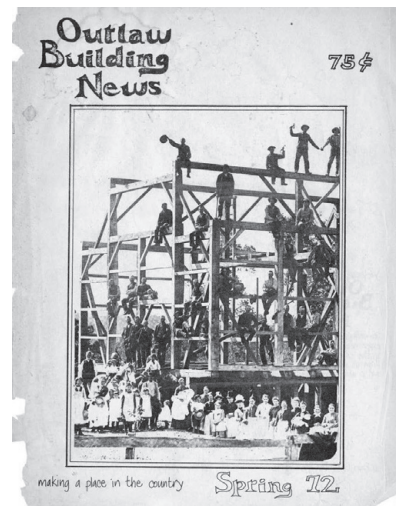 Outlaw
Building
News
75¢
making a place in the country
Spring 72